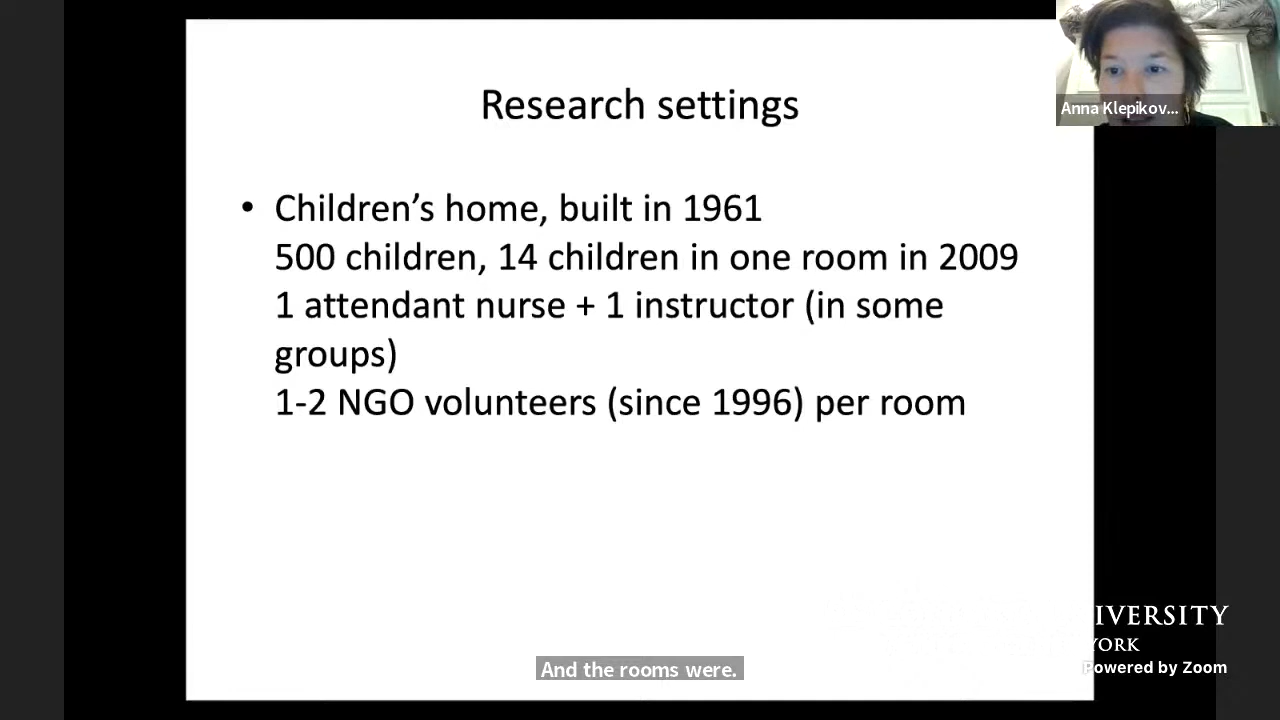 Research settings
Anna Klepikov...
• Children's home, built in 1961
500 children, 14 children in one room in 2009
1 attendant nurse + 1 instructor (in some
groups)
1-2 NGO volunteers (since 1996) per room
IVERSITY
YORK
Powered by Zoom
And the rooms were.